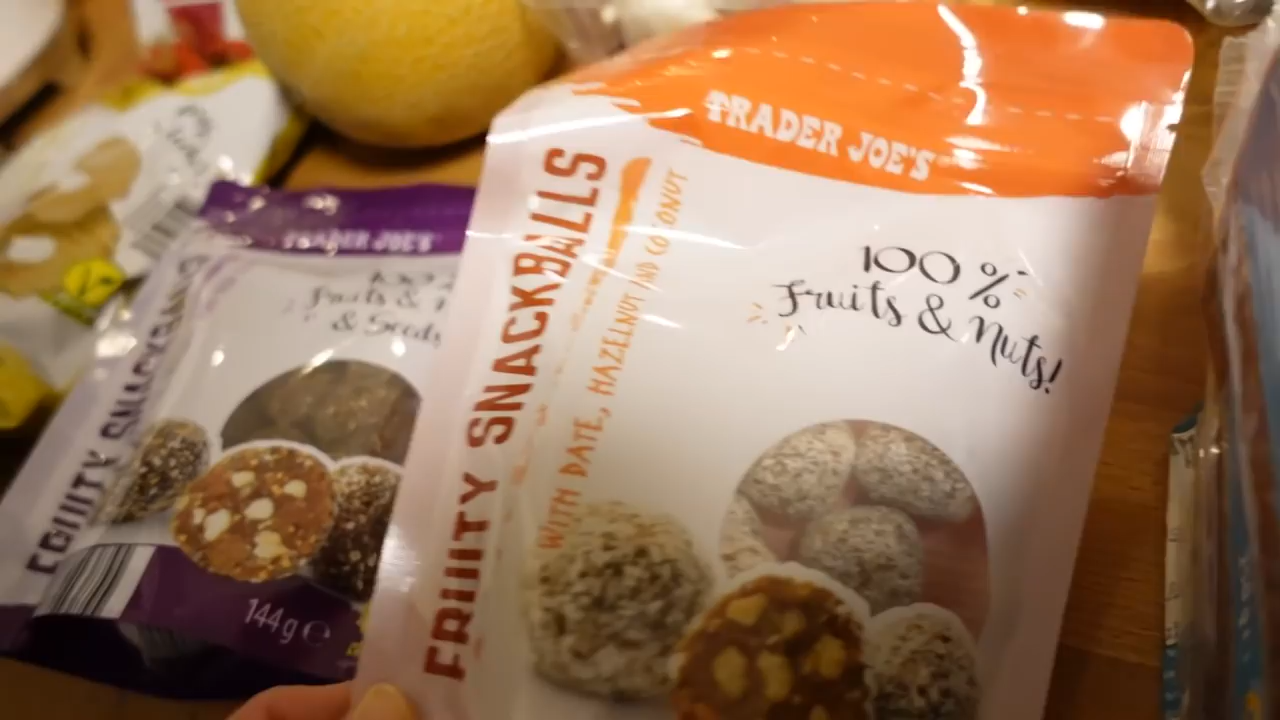 TRADER JOE'S
FRUITY SNACKBALLS
WITH DATE, HAZELNUT AND COCONUT
100%
Fruits & Nuts!
TRADER JOE'S
100%
Fruits &
& Seeds
FRUITY SNACKBALLS
144g ℮